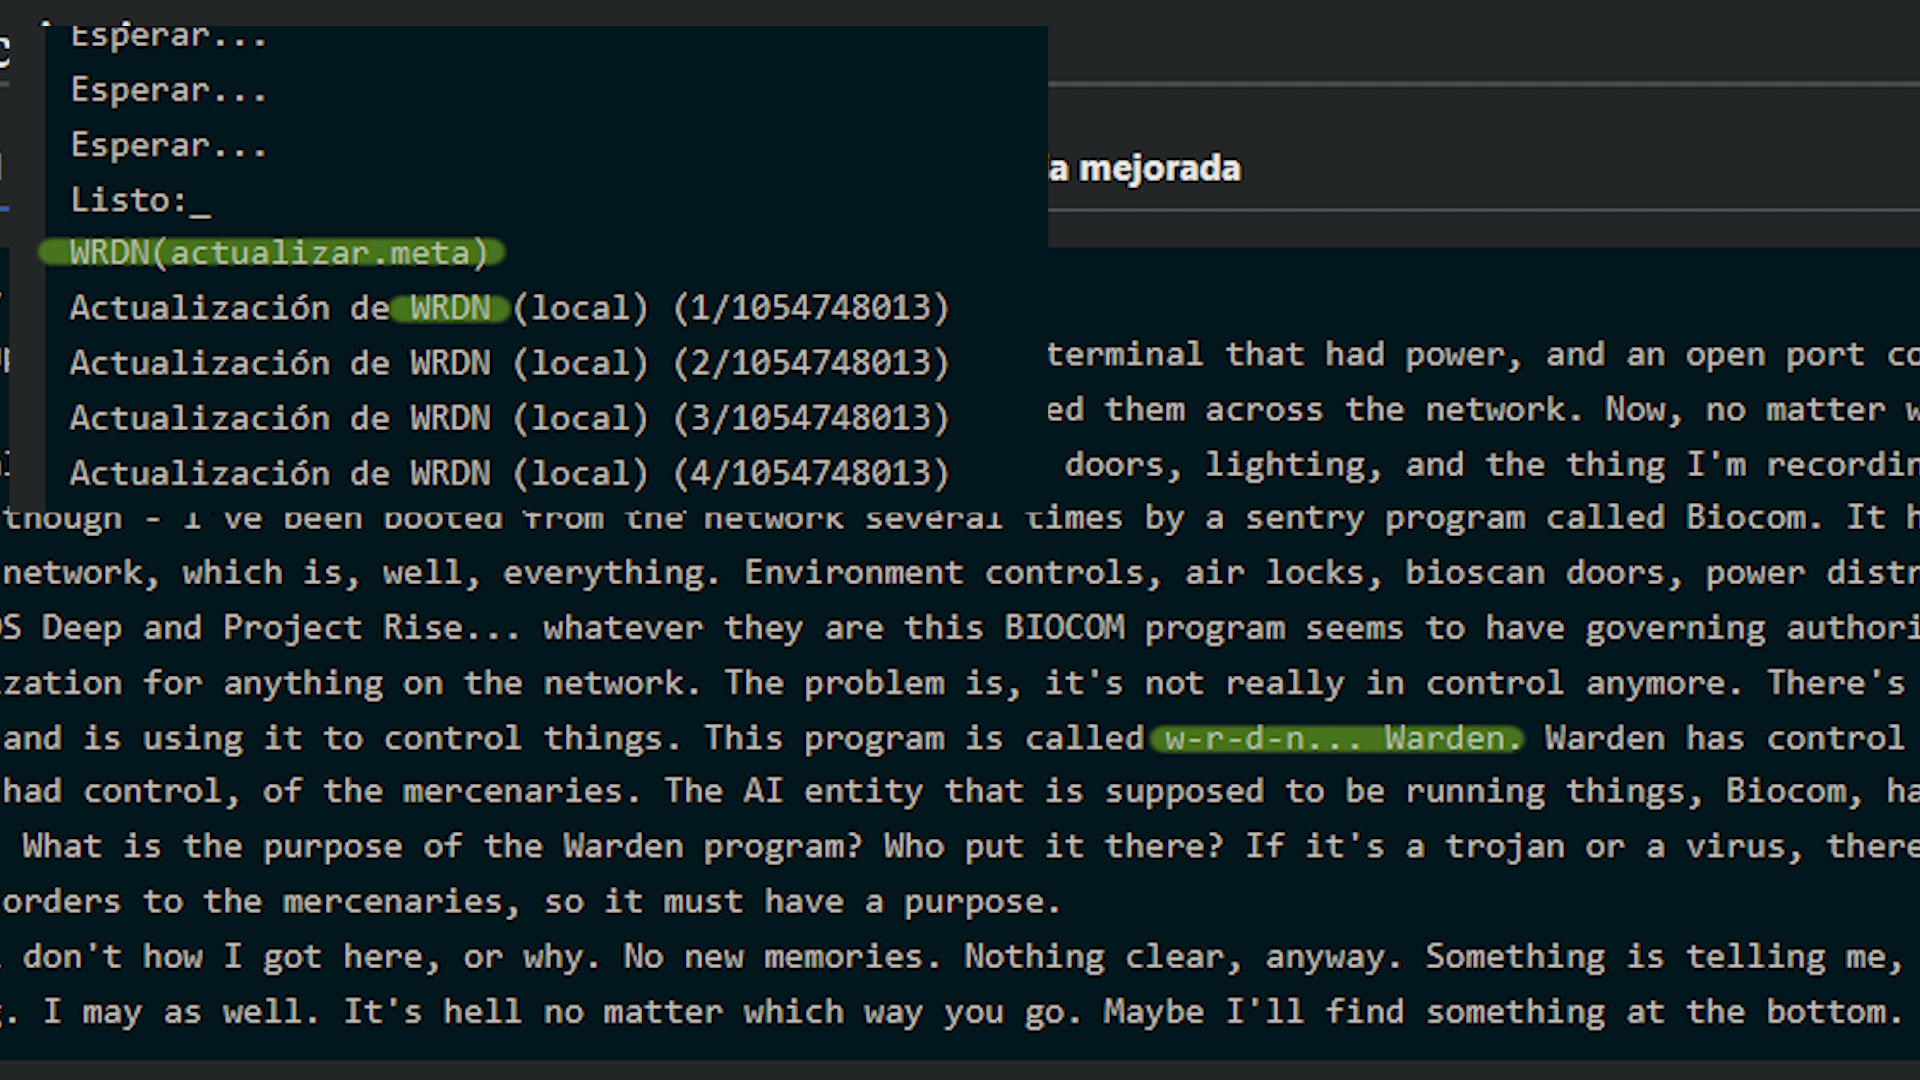 Esperar...
Esperar...
Esperar...
la mejorada
Listo:_
WRDN(actualizar.meta)
Actualización de WRDN (local) (1/1054748013)
Actualización de WRDN (local) (2/1054748013)
terminal that had power, and an open port
Actualización de WRDN (local) (3/1054748013)
ed them across the network. Now, no matter
Actualización de WRDN (local) (4/1054748013)
doors, lighting, and the thing I'm
though - I've been booted from the network several times by a sentry program called Biocom. It
network, which is, well, everything. Environment controls, air locks, bioscan doors, power
OS Deep and Project Rise... whatever they are this BIOCOM program seems to have governing
ization for anything on the network. The problem is, it's not really in control anymore. There's
and is using it to control things. This program is called w-r-d-n... Warden. Warden has control
had control, of the mercenaries. The AI entity that is supposed to be running things, Biocom,
What is the purpose of the Warden program? Who put it there? If it's a trojan or a virus,
orders to the mercenaries, so it must have a purpose.
don't how I got here, or why. No new memories. Nothing clear, anyway. Something is telling me,
. I may as well. It's hell no matter which way you go. Maybe I'll find something at the bottom.